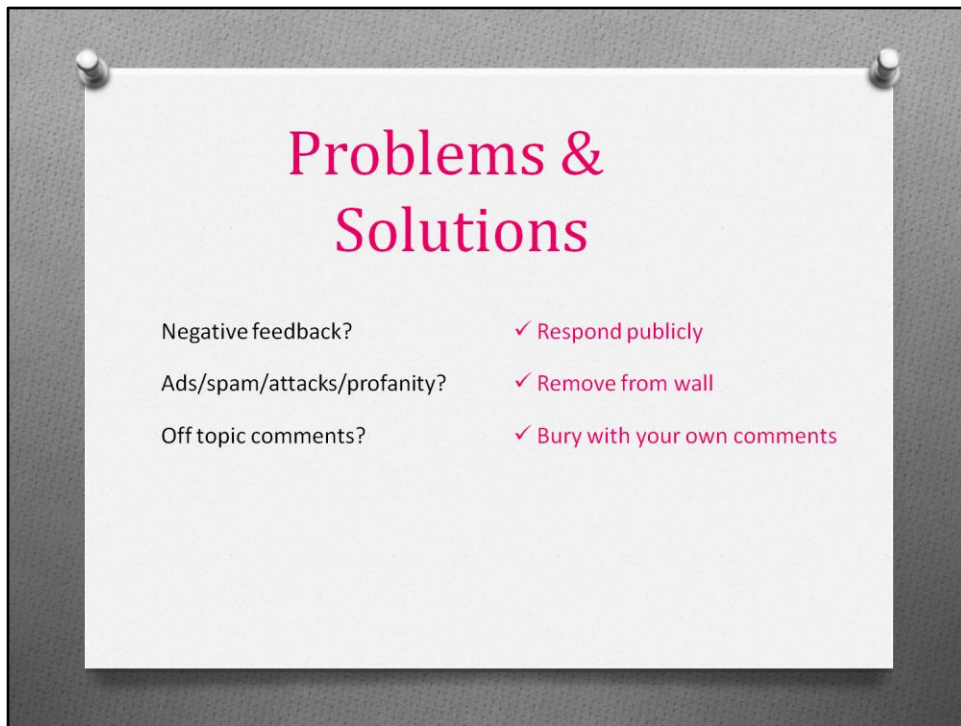 Problems &
Solutions
Negative feedback?
✓ Respond publicly
Ads/spam/attacks/profanity?
✓ Remove from wall
Off topic comments?
✓ Bury with your own comments